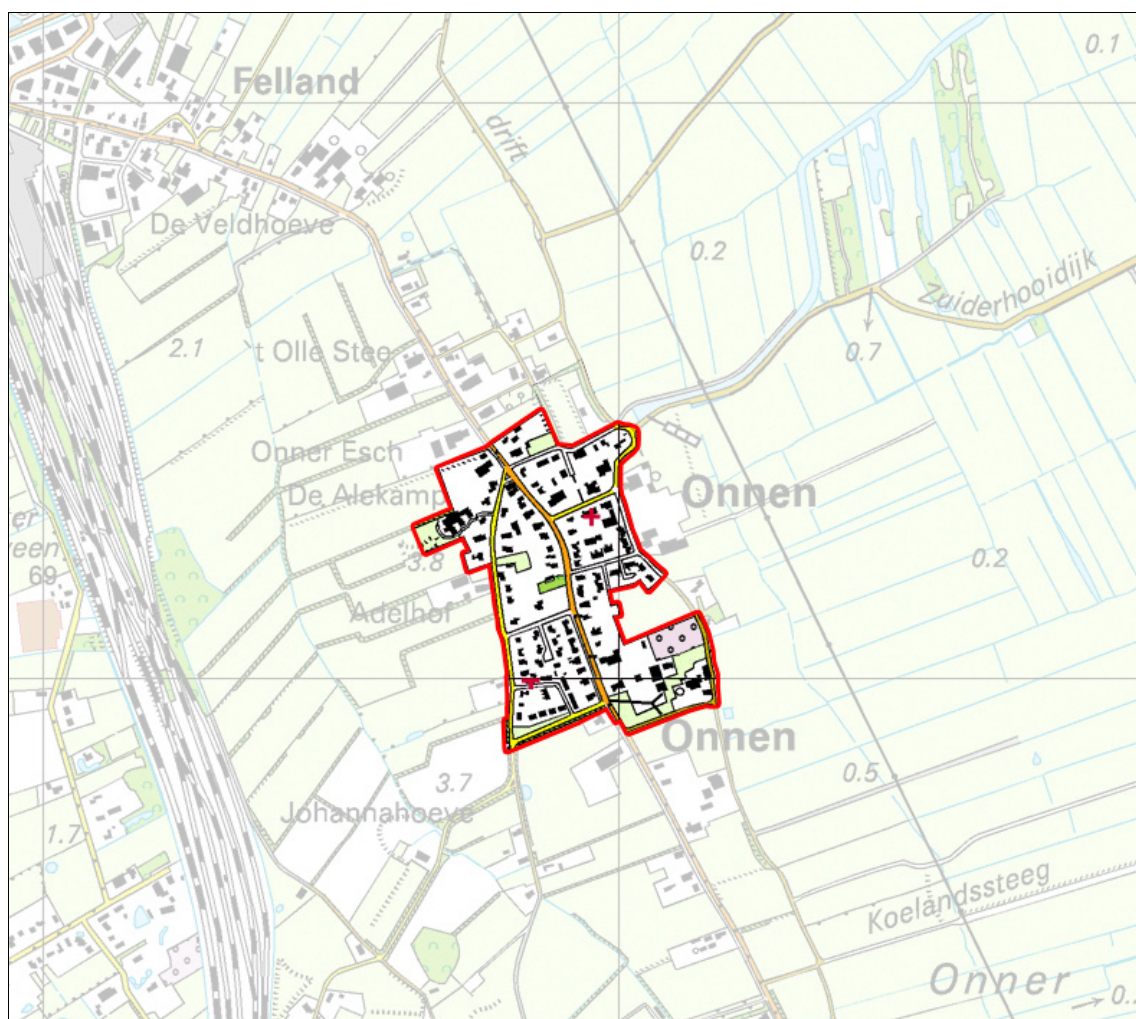 0.1
Felland
drift
De Veldhoeve
0.2
Zuiderhooidijk
2.1
't Olle Stee
0.7
Onner Esch
De Alekamp
Onnen
3.8
69
0.2
Adelhof
Onnen
3.7
0.5
Johannahoeve
1.7
Koelandssteeg
Onner